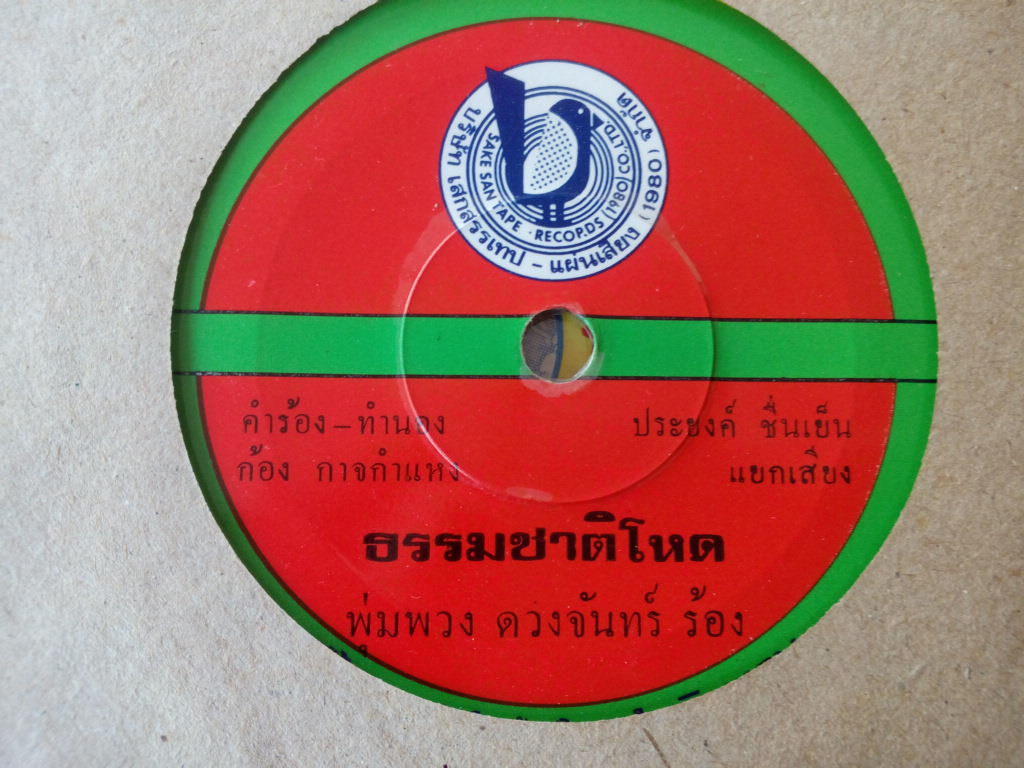 บริษัท เสกสรรเทป - แผ่นเสียง (1980) จำกัด
SAKE SAN TAPE · RECORDS (1980) CO., LTD.
คำร้อง – ทำนอง
ก้อง กาจกำแหง
ประยงค์ ชื่นเย็น
แยกเสียง
ธรรมชาติโหด
พุ่มพวง ดวงจันทร์ ร้อง